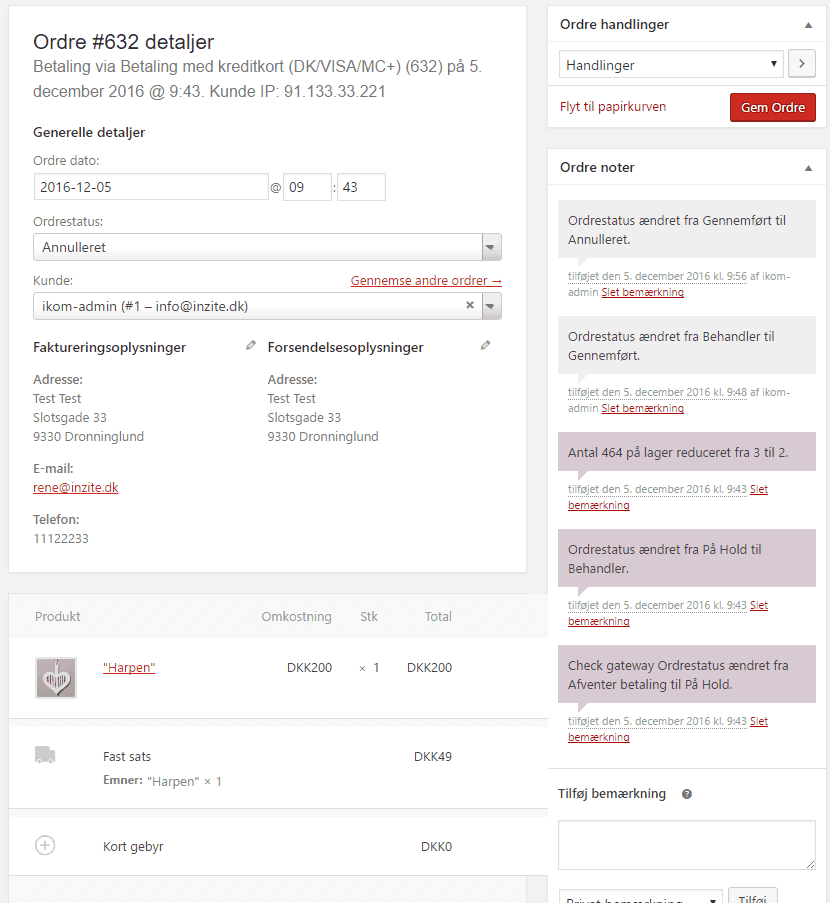 Ordre #632 detaljer
Betaling via Betaling med kreditkort (DK/VISA/MC+) (632) på 5.
december 2016 @ 9:43. Kunde IP: 91.133.33.221
Generelle detaljer
Ordre dato:
2016-12-05 @ 09 : 43
Ordrestatus:
Annulleret
Kunde: Gennemse andre ordrer →
ikom-admin (#1 – info@inzite.dk) ×
Faktureringsoplysninger
Adresse:
Test Test
Slotsgade 33
9330 Dronninglund
E-mail:
rene@inzite.dk
Telefon:
11122233
Forsendelsesoplysninger
Adresse:
Test Test
Slotsgade 33
9330 Dronninglund
Produkt Omkostning Stk Total
"Harpen" DKK200 × 1 DKK200
Fast sats DKK49
Emner: "Harpen" × 1
Kort gebyr DKK0
Ordre handlinger
Handlinger
Flyt til papirkurven Gem Ordre
Ordre noter
Ordrestatus ændret fra Gennemført til
Annulleret.
tilføjet den 5. december 2016 kl. 9:56 af ikom-
admin Slet bemærkning
Ordrestatus ændret fra Behandler til
Gennemført.
tilføjet den 5. december 2016 kl. 9:48 af ikom-
admin Slet bemærkning
Antal 464 på lager reduceret fra 3 til 2.
tilføjet den 5. december 2016 kl. 9:43 Slet
bemærkning
Ordrestatus ændret fra På Hold til
Behandler.
tilføjet den 5. december 2016 kl. 9:43 Slet
bemærkning
Check gateway Ordrestatus ændret fra
Afventer betaling til På Hold.
tilføjet den 5. december 2016 kl. 9:43 Slet
bemærkning
Tilføj bemærkning ?
Privat bemærkning Tilføj